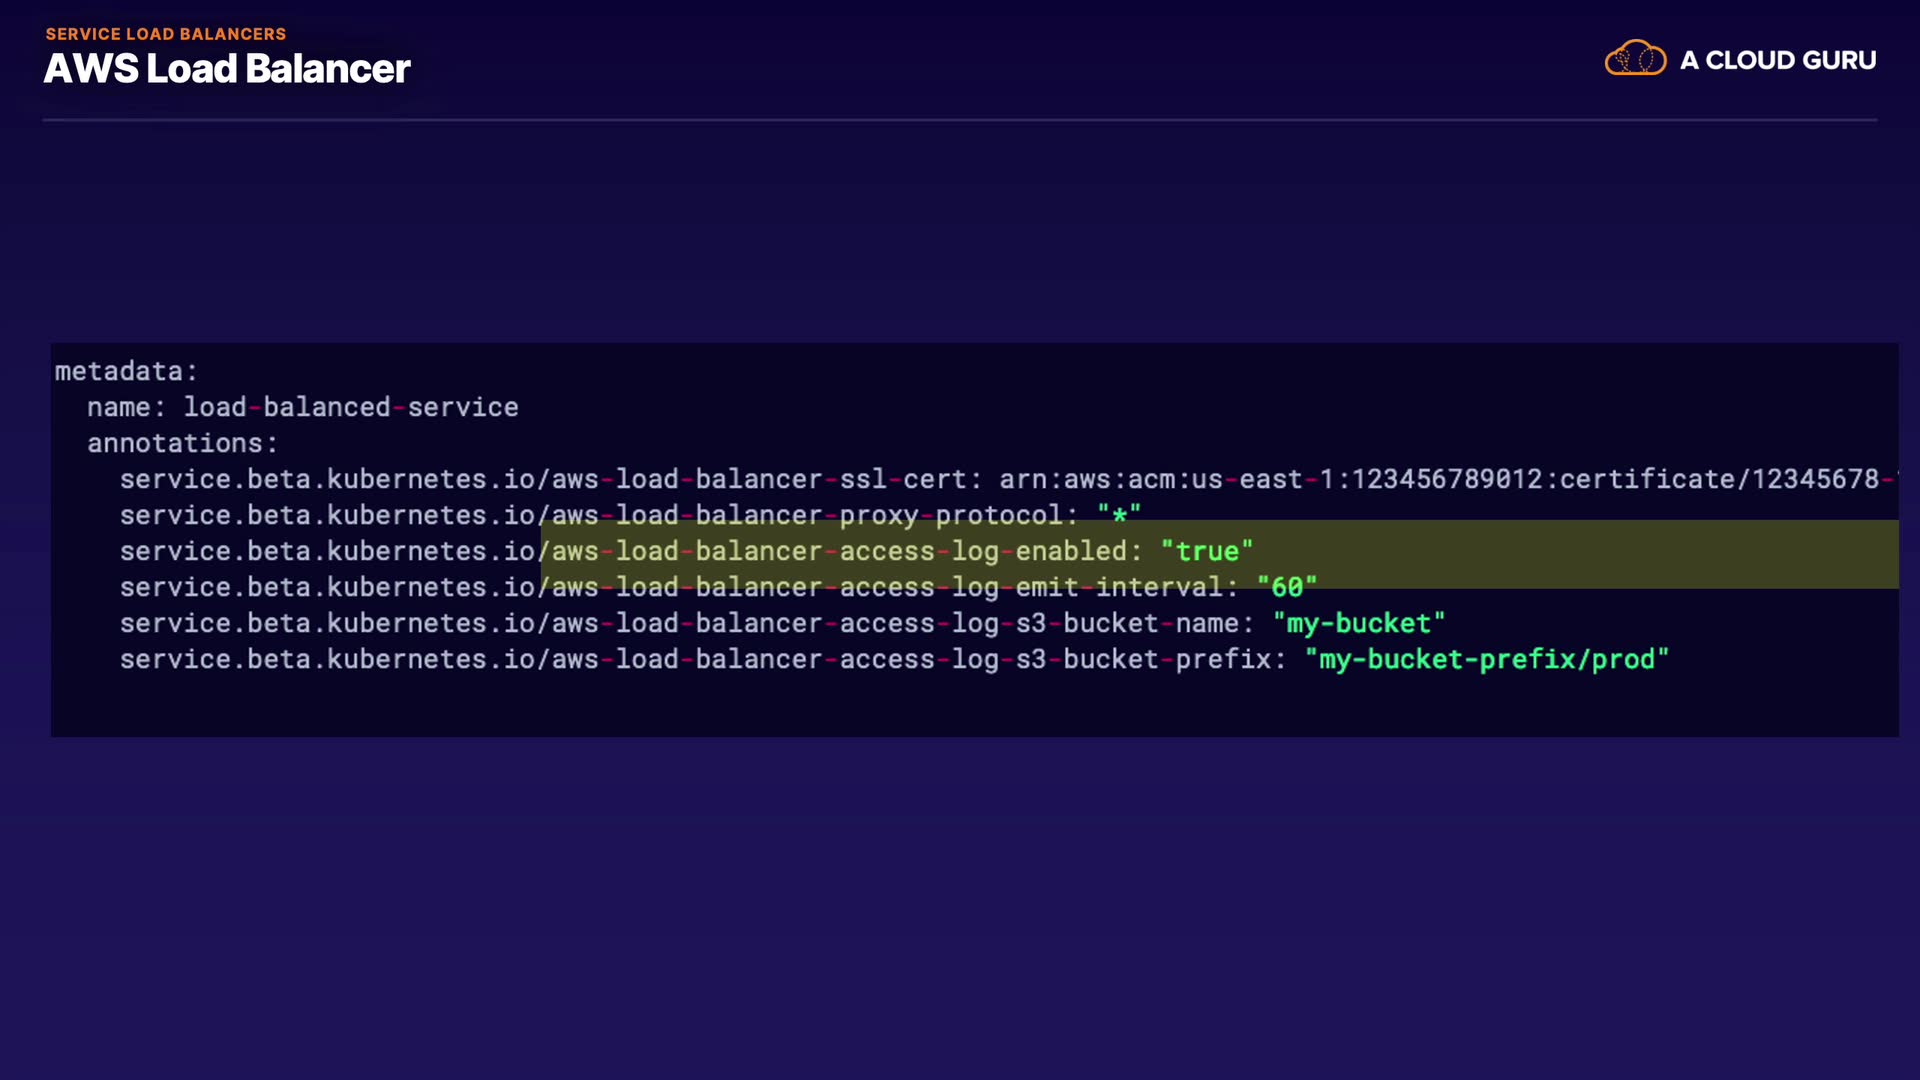 SERVICE LOAD BALANCERS
AWS Load Balancer
A CLOUD GURU
metadata:
  name: load-balanced-service
  annotations:
    service.beta.kubernetes.io/aws-load-balancer-ssl-cert: arn:aws:acm:us-east-1:123456789012:certificate/12345678-
    service.beta.kubernetes.io/aws-load-balancer-proxy-protocol: "*"
    service.beta.kubernetes.io/aws-load-balancer-access-log-enabled: "true"
    service.beta.kubernetes.io/aws-load-balancer-access-log-emit-interval: "60"
    service.beta.kubernetes.io/aws-load-balancer-access-log-s3-bucket-name: "my-bucket"
    service.beta.kubernetes.io/aws-load-balancer-access-log-s3-bucket-prefix: "my-bucket-prefix/prod"